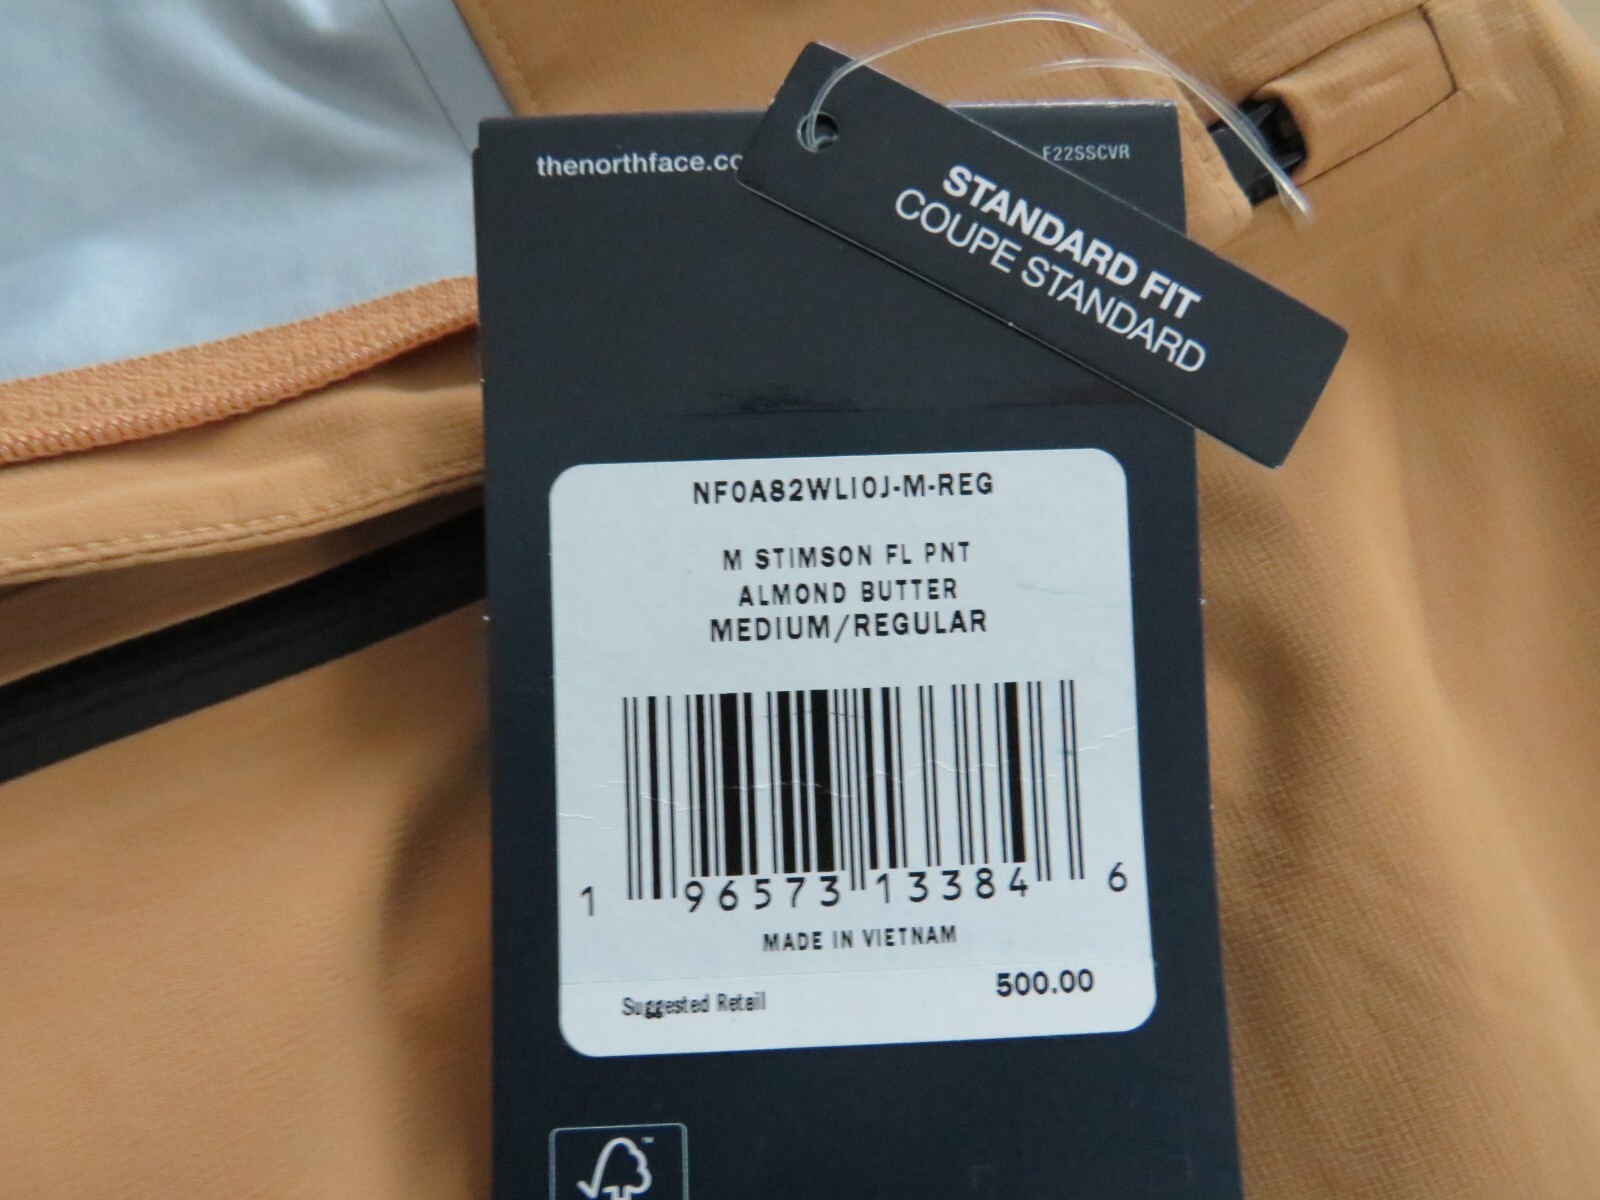 thenorthface.co
F22SSCVR
STANDARD FIT
COUPE STANDARD
NF0A82WLI0J-M-REG
M STIMSON FL PNT
ALMOND BUTTER
MEDIUM/REGULAR
1 96573 13384 6
MADE IN VIETNAM
Suggested Retail 500.00
™